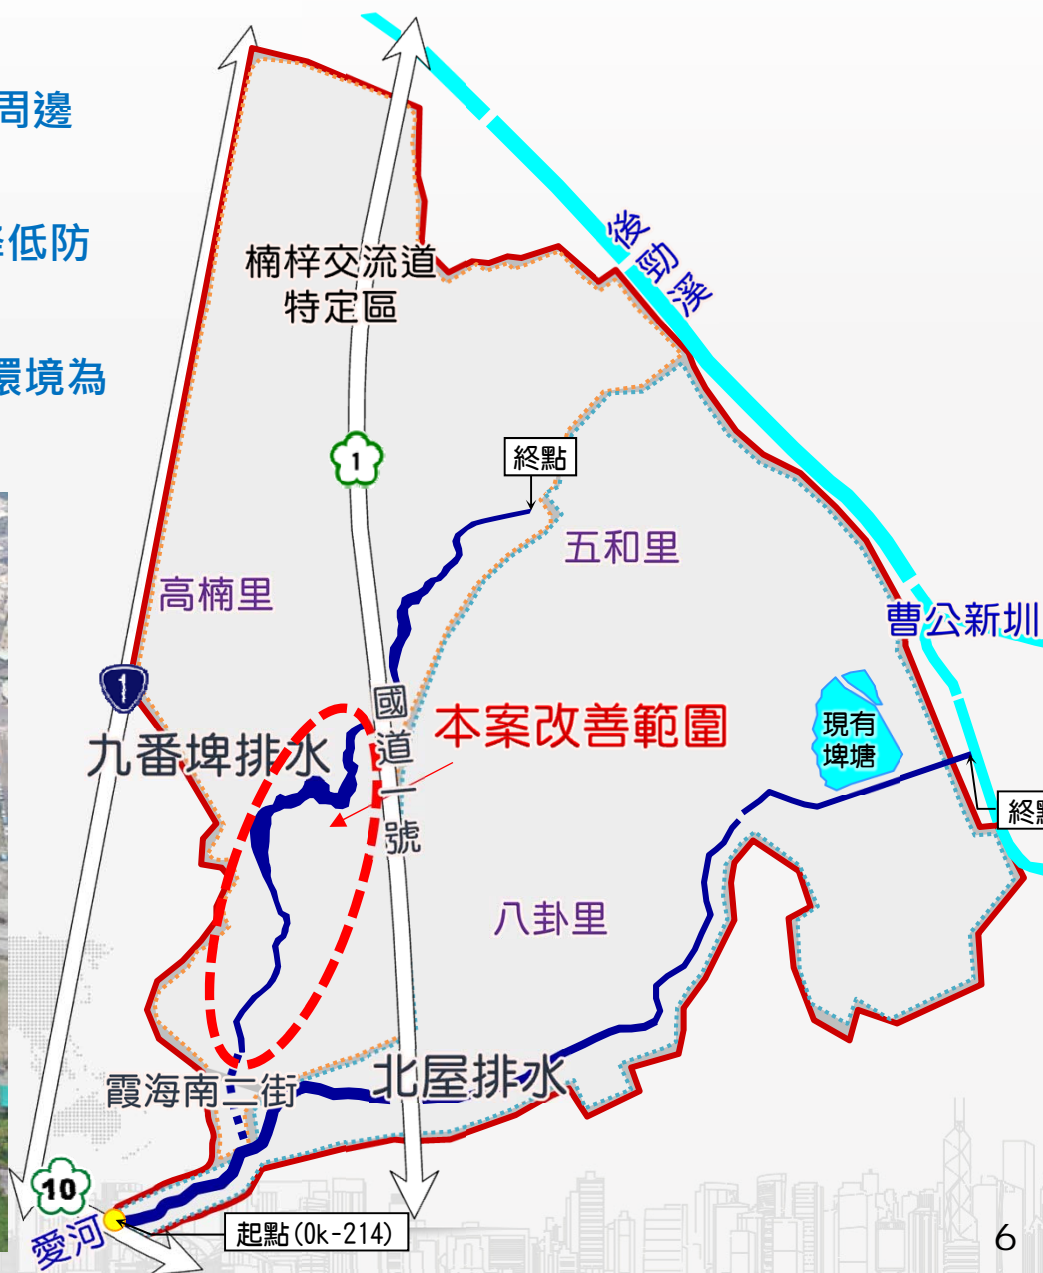 周邊
低防
環境為
後勁溪
楠梓交流道
特定區
1
終點
五和里
高楠里
曹公新圳
1
國道一號
本案改善範圍
九番埤排水
現有
埤塘
終點
八卦里
北屋排水
霞海南二街
10
愛河
起點(0k-214)
6